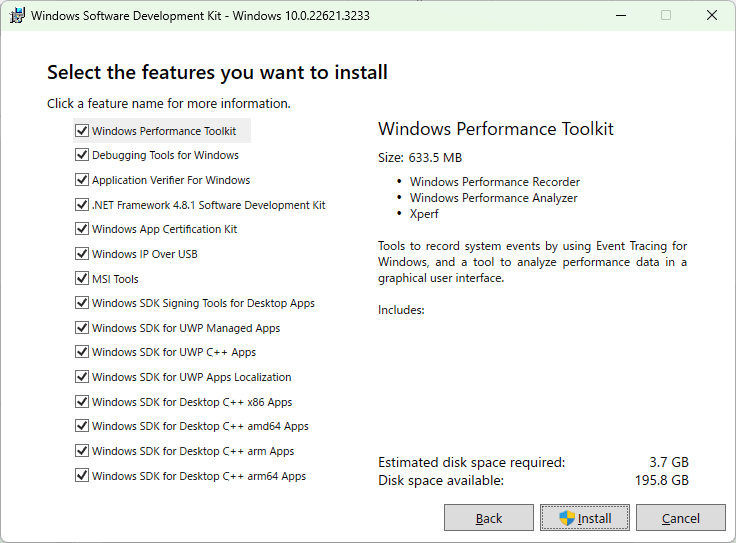 Windows Software Development Kit - Windows 10.0.22621.3233
Select the features you want to install
Click a feature name for more information.
Windows Performance Toolkit
Debugging Tools for Windows
Application Verifier For Windows
.NET Framework 4.8.1 Software Development Kit
Windows App Certification Kit
Windows IP Over USB
MSI Tools
Windows SDK Signing Tools for Desktop Apps
Windows SDK for UWP Managed Apps
Windows SDK for UWP C++ Apps
Windows SDK for UWP Apps Localization
Windows SDK for Desktop C++ x86 Apps
Windows SDK for Desktop C++ amd64 Apps
Windows SDK for Desktop C++ arm Apps
Windows SDK for Desktop C++ arm64 Apps
Windows Performance Toolkit
Size: 633.5 MB
• Windows Performance Recorder
• Windows Performance Analyzer
• Xperf
Tools to record system events by using Event Tracing for
Windows, and a tool to analyze performance data in a
graphical user interface.
Includes:
Estimated disk space required: 3.7 GB
Disk space available: 195.8 GB
Back Install Cancel